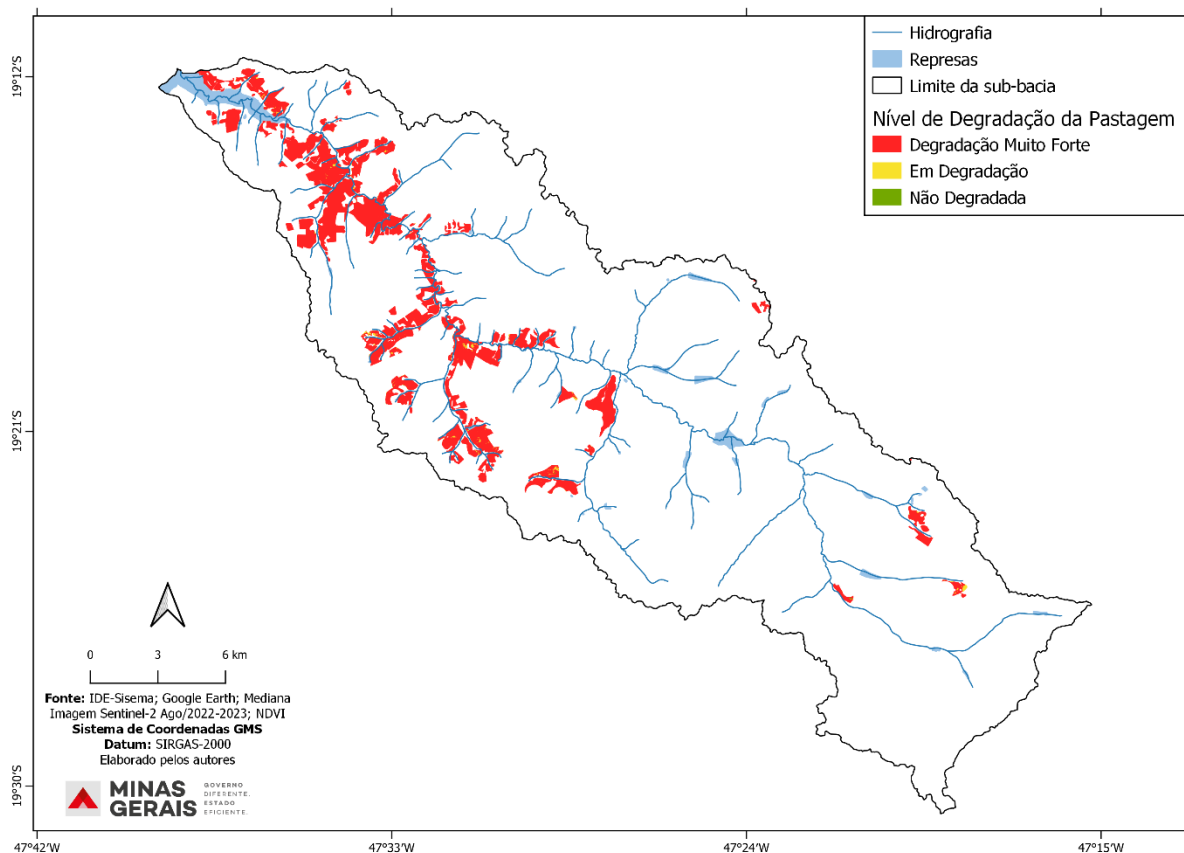 Hidrografia
Represas
Limite da sub-bacia
Nível de Degradação da Pastagem
Degradação Muito Forte
Em Degradação
Não Degradada
19°12'S
19°21'S
19°30'S
0 3 6 km
Fonte: IDE-Sisema; Google Earth; Mediana
Imagem Sentinel-2 Ago/2022-2023; NDVI
Sistema de Coordenadas GMS
Datum: SIRGAS-2000
Elaborado pelos autores
MINAS
GERAIS
GOVERNO
DIFERENTE.
ESTADO
EFICIENTE.
47°42'W 47°33'W 47°24'W 47°15'W